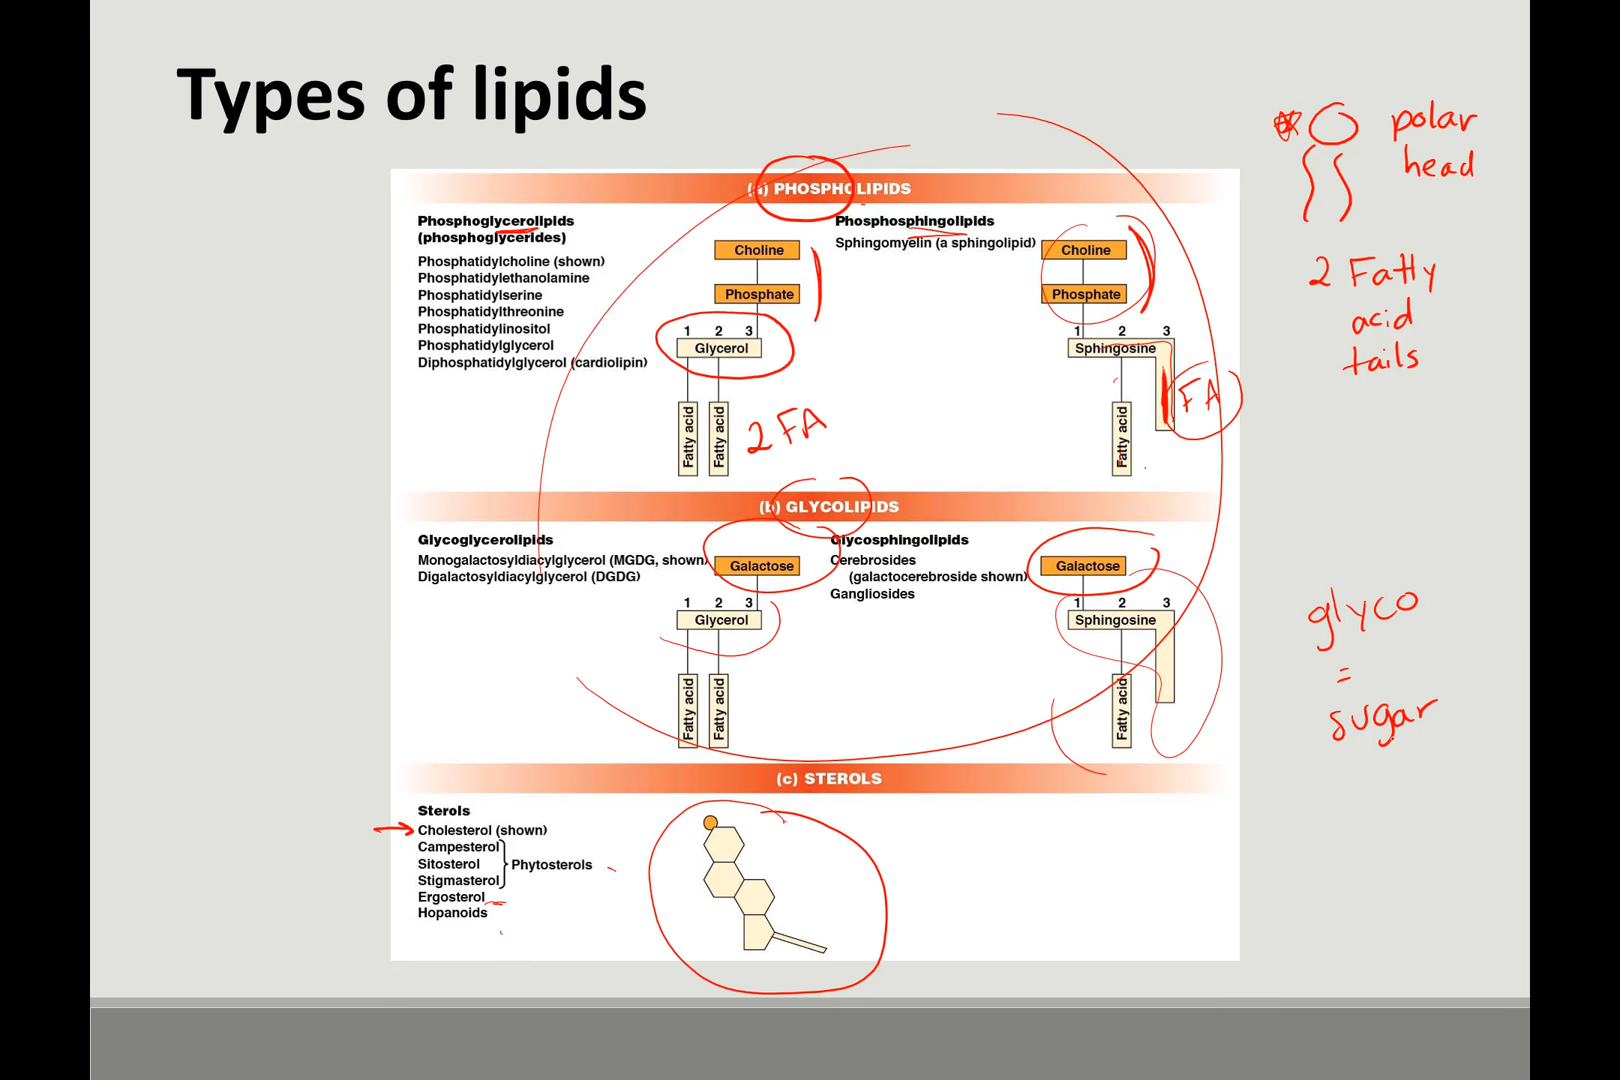 Types of lipids
polar
head
2 Fatty
acid
tails
(a) PHOSPHOLIPIDS
Phosphoglycerolipids
(phosphoglycerides)
Phosphatidylcholine (shown)
Phosphatidylethanolamine
Phosphatidylserine
Phosphatidylthreonine
Phosphatidylinositol
Phosphatidylglycerol
Diphosphatidylglycerol (cardiolipin)
Choline
Phosphate
1 2 3
Glycerol
Fatty acid
Fatty acid
2 FA
Phosphosphingolipids
Sphingomyelin (a sphingolipid)
Choline
Phosphate
1 2 3
Sphingosine
Fatty acid
FA
(b) GLYCOLIPIDS
Glycoglycerolipids
Monogalactosyldiacylglycerol (MGDG, shown)
Digalactosyldiacylglycerol (DGDG)
Galactose
1 2 3
Glycerol
Fatty acid
Fatty acid
Glycosphingolipids
Cerebrosides
(galactocerebroside shown)
Gangliosides
Galactose
1 2 3
Sphingosine
Fatty acid
glyco
=
sugar
(c) STEROLS
Sterols
Cholesterol (shown)
Campesterol
Sitosterol
Stigmasterol
Phytosterols
Ergosterol
Hopanoids